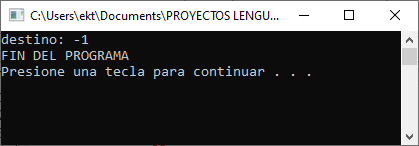 C:\Users\ekt\Documents\PROYECTOS LENGU...
destino: -1
FIN DEL PROGRAMA
Presione una tecla para continuar . . .